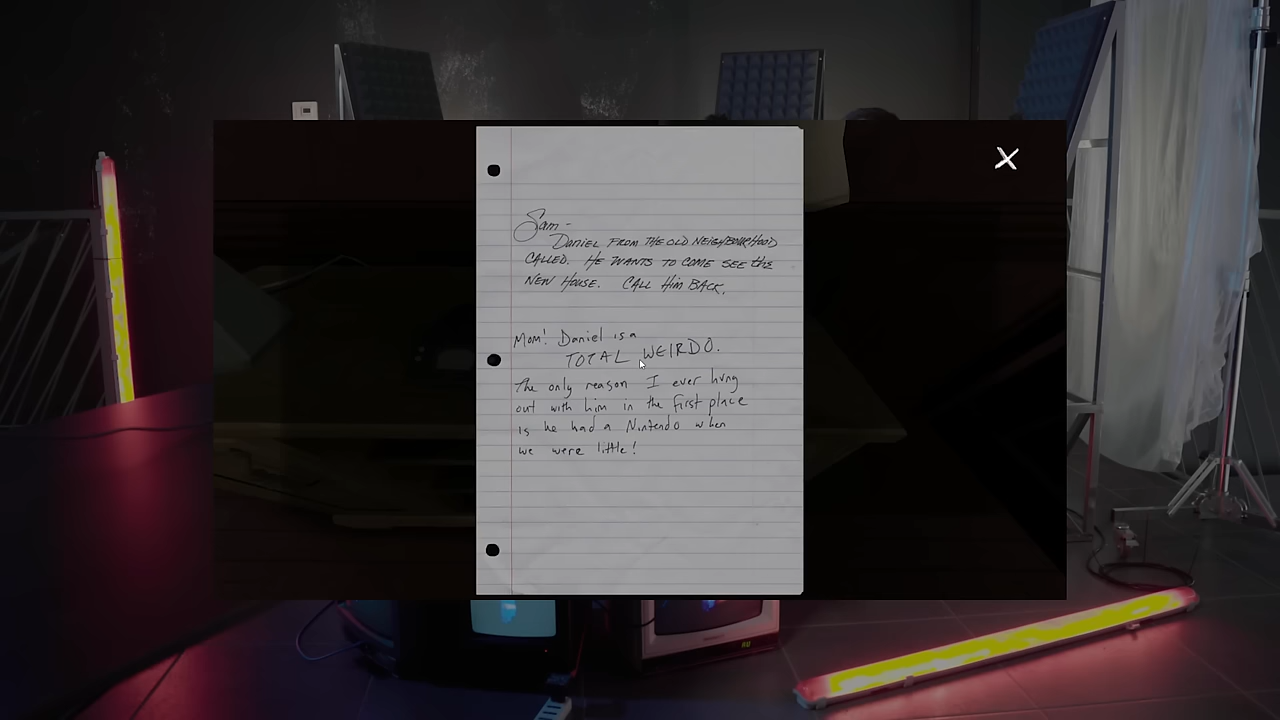 Sam-
DANIEL FROM THE OLD NEIGHBOURHOOD
CALLED. HE WANTS TO COME SEE the
NEW HOUSE. CALL HIM BACK.
Mom! Daniel is a
TOTAL WEIRDO.
The only reason I ever hung
out with him in the first place
is he had a Nintendo when
we were little!